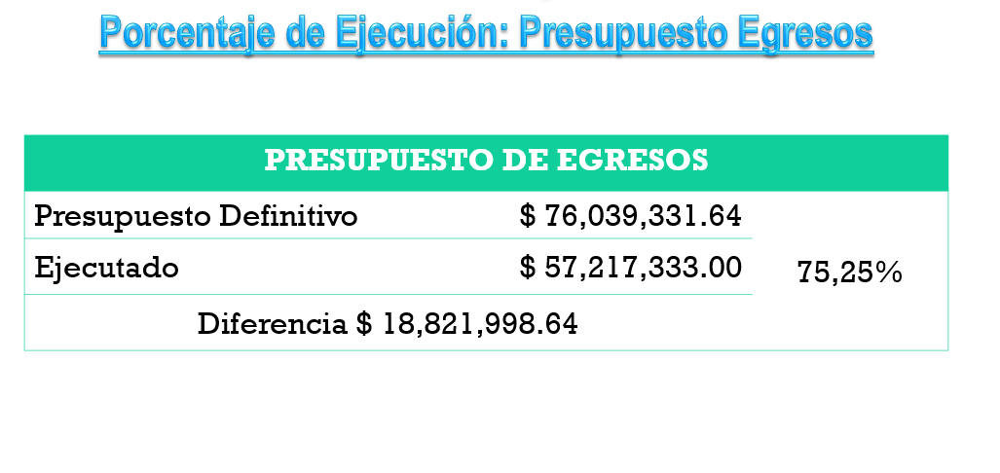 Porcentaje de Ejecución: Presupuesto Egresos
PRESUPUESTO DE EGRESOS
Presupuesto Definitivo $ 76,039,331.64
Ejecutado $ 57,217,333.00
75,25%
Diferencia $ 18,821,998.64